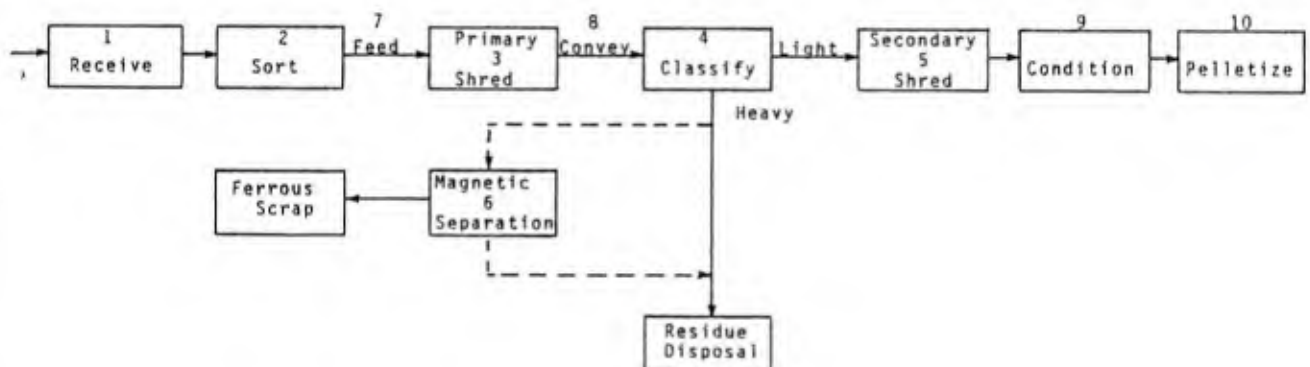 1
Receive
2
Sort
7
Feed
Primary
3
Shred
8
Convey
4
Classify
Light
Secondary
5
Shred
9
Condition
10
Pelletize
Heavy
Ferrous
Scrap
Magnetic
6
Separation
Residue
Disposal